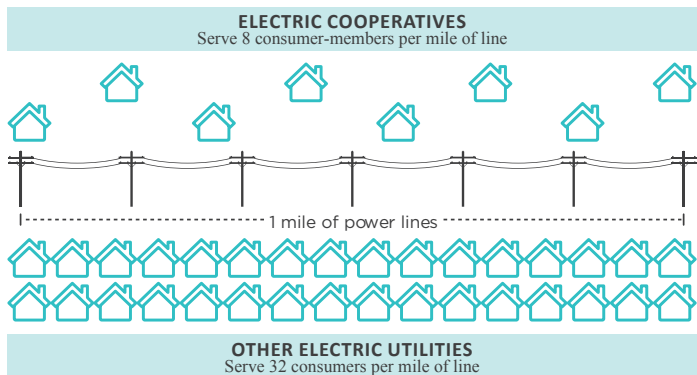 ELECTRIC COOPERATIVES
Serve 8 consumer-members per mile of line
1 mile of power lines
OTHER ELECTRIC UTILITIES
Serve 32 consumers per mile of line